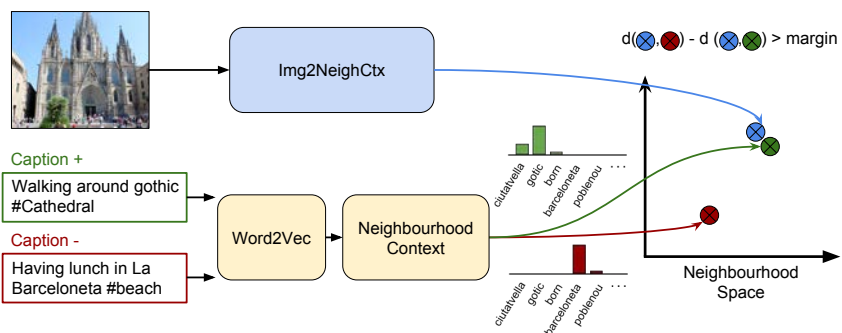 Img2NeighCtx
d(⊗,⊗) - d (⊗,⊗) > margin
Caption +
Walking around gothic
#Cathedral
Caption -
Having lunch in La
Barceloneta #beach
Word2Vec
Neighbourhood
Context
ciutatvella
gotic
born
barceloneta
poblenou
...
ciutatvella
gotic
born
barceloneta
poblenou
...
Neighbourhood
Space